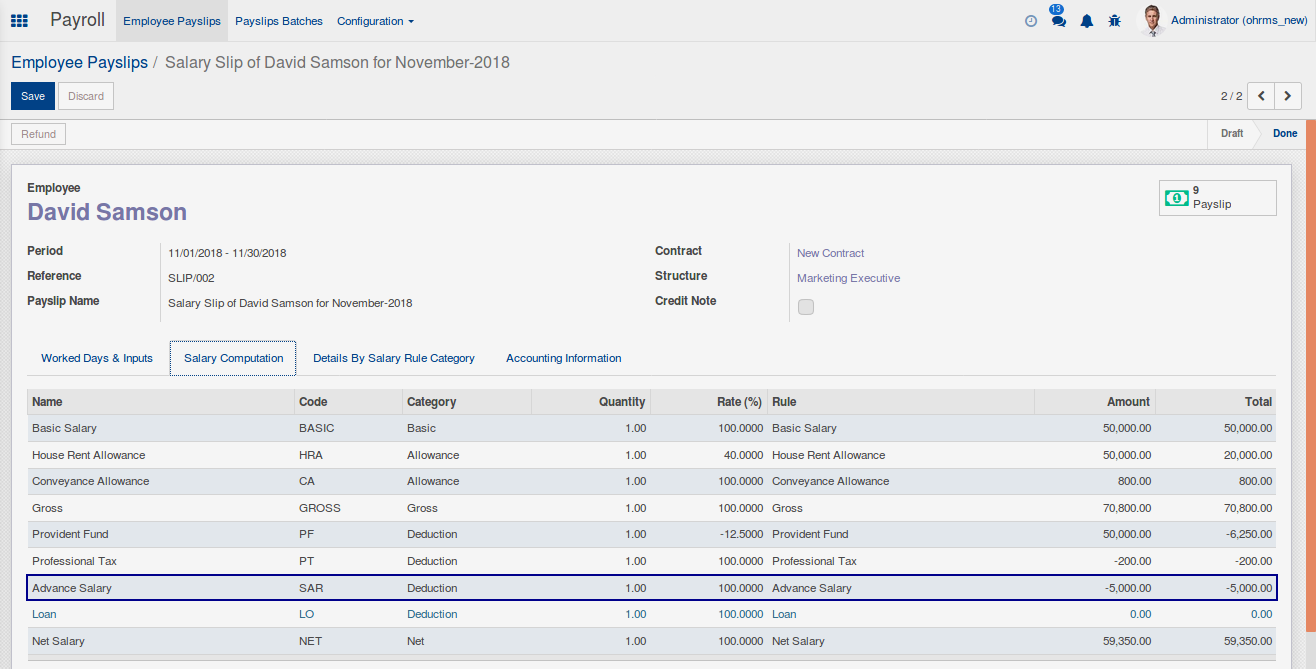 Payroll Employee Payslips Payslips Batches Configuration 13 Administrator (ohrms_new)
Employee Payslips / Salary Slip of David Samson for November-2018
Save Discard 2 / 2
Refund Draft Done
Employee
David Samson
1 9 Payslip
Period 11/01/2018 - 11/30/2018 Contract New Contract
Reference SLIP/002 Structure Marketing Executive
Payslip Name Salary Slip of David Samson for November-2018 Credit Note
Worked Days & Inputs Salary Computation Details By Salary Rule Category Accounting Information
Name Code Category Quantity Rate (%) Rule Amount Total
Basic Salary BASIC Basic 1.00 100.0000 Basic Salary 50,000.00 50,000.00
House Rent Allowance HRA Allowance 1.00 40.0000 House Rent Allowance 50,000.00 20,000.00
Conveyance Allowance CA Allowance 1.00 100.0000 Conveyance Allowance 800.00 800.00
Gross GROSS Gross 1.00 100.0000 Gross 70,800.00 70,800.00
Provident Fund PF Deduction 1.00 -12.5000 Provident Fund 50,000.00 -6,250.00
Professional Tax PT Deduction 1.00 100.0000 Professional Tax -200.00 -200.00
Advance Salary SAR Deduction 1.00 100.0000 Advance Salary -5,000.00 -5,000.00
Loan LO Deduction 1.00 100.0000 Loan 0.00 0.00
Net Salary NET Net 1.00 100.0000 Net Salary 59,350.00 59,350.00